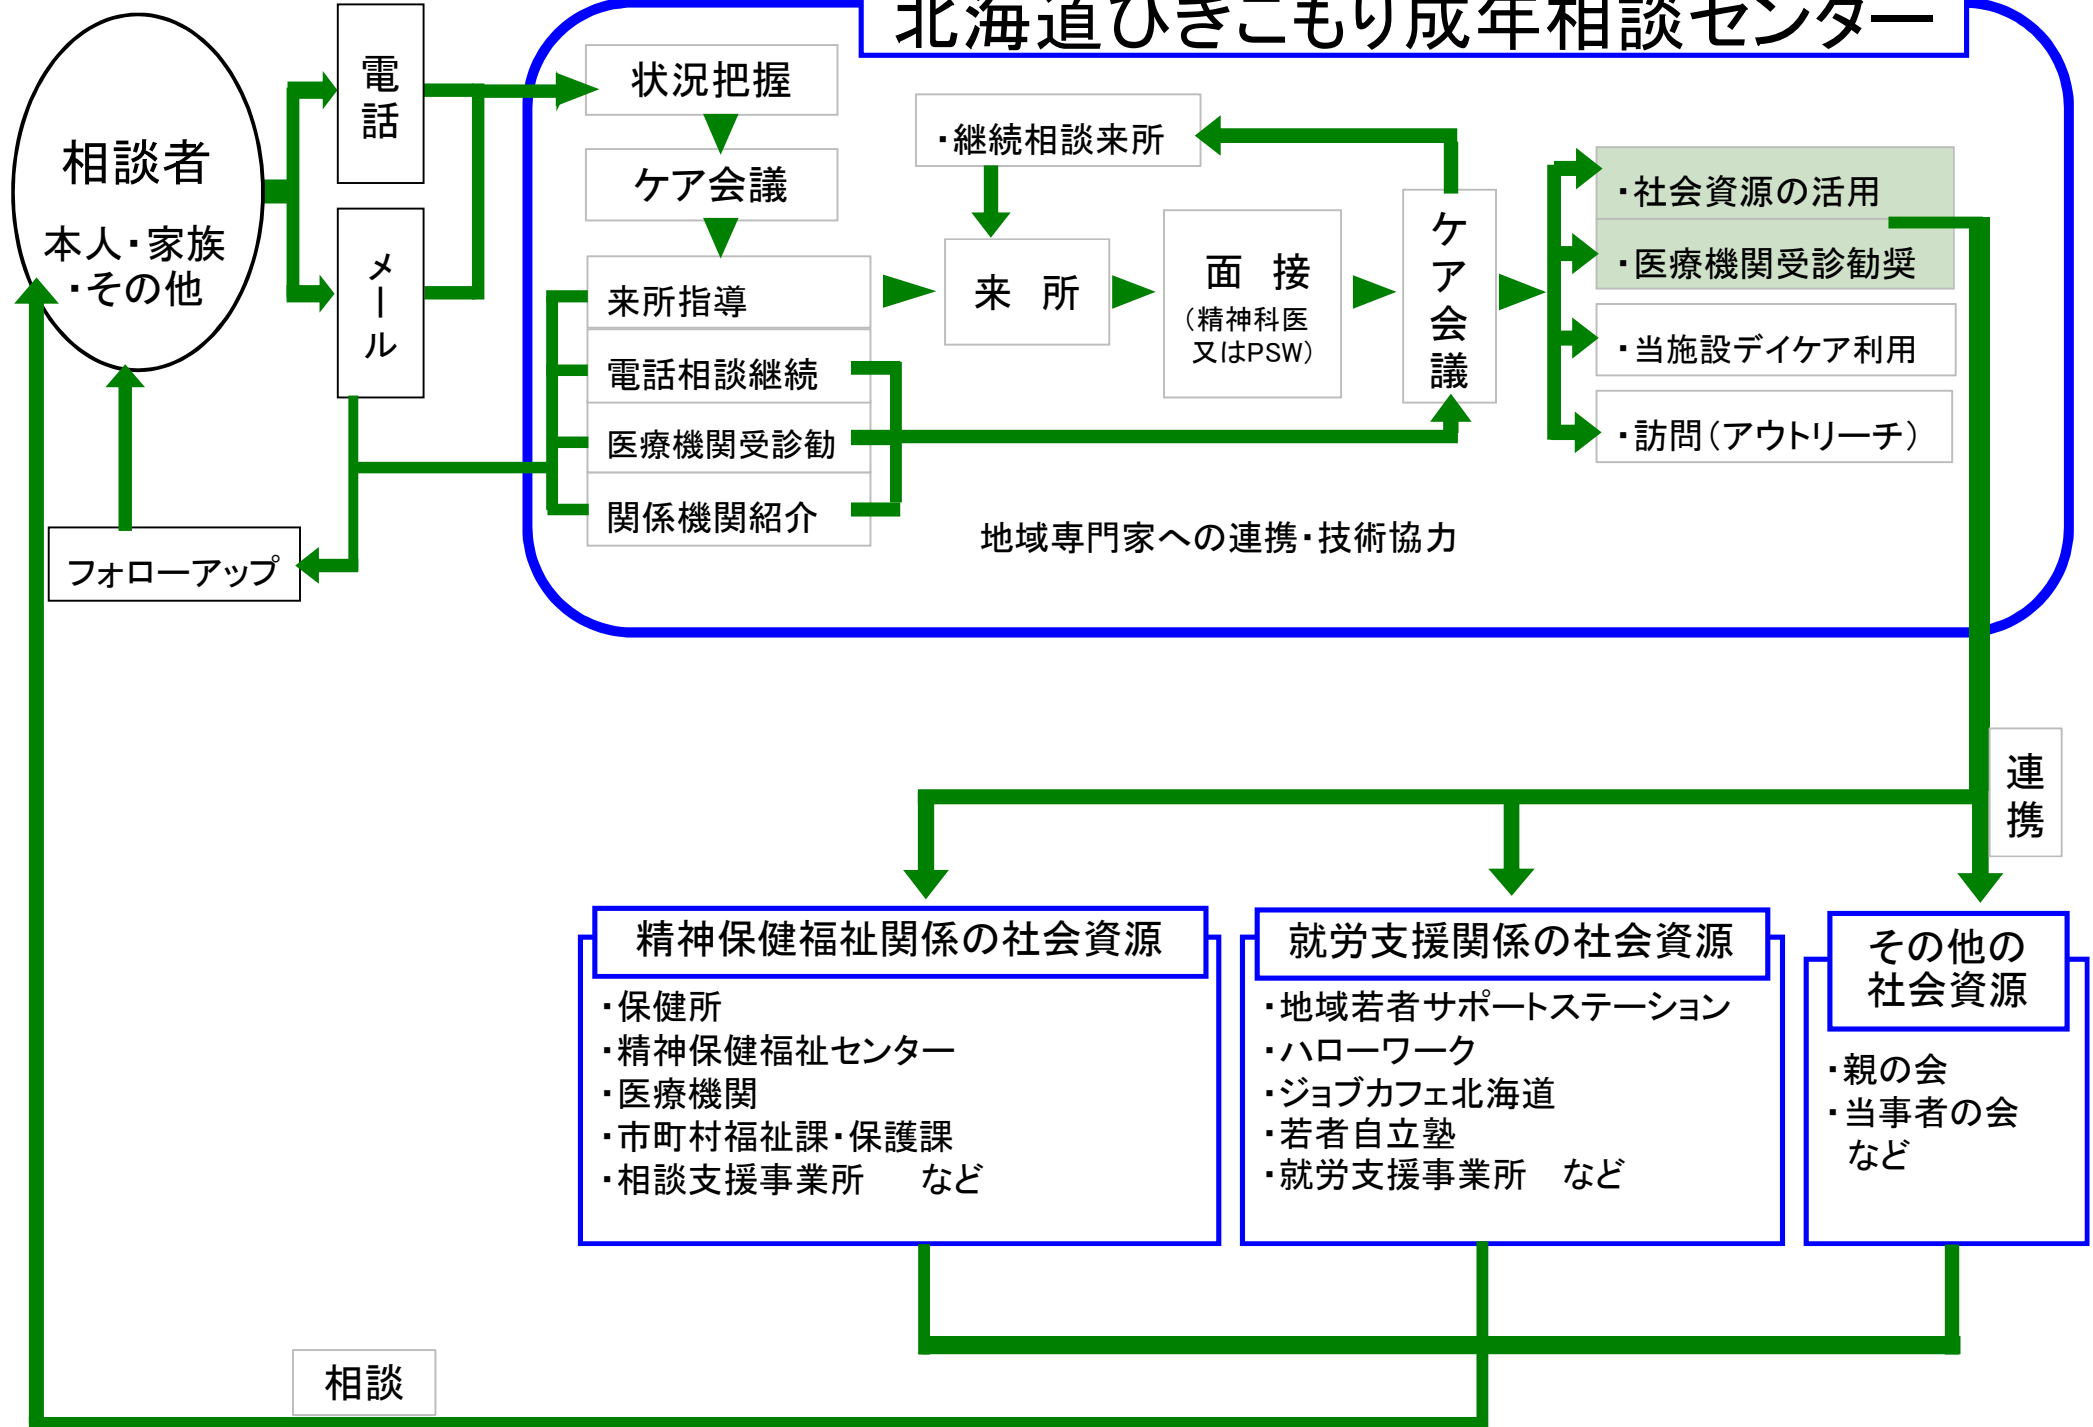 北海道ひきこもり成年相談センター
相談者
本人・家族
・その他
電話
メール
状況把握
ケア会議
来所指導
電話相談継続
医療機関受診勧
関係機関紹介
・継続相談来所
来 所
面 接
(精神科医
又はPSW)
ケア会議
・社会資源の活用
・医療機関受診勧奨
・当施設デイケア利用
・訪問(アウトリーチ)
地域専門家への連携・技術協力
フォローアップ
連携
精神保健福祉関係の社会資源
・保健所
・精神保健福祉センター
・医療機関
・市町村福祉課・保護課
・相談支援事業所 など
就労支援関係の社会資源
・地域若者サポートステーション
・ハローワーク
・ジョブカフェ北海道
・若者自立塾
・就労支援事業所 など
その他の
社会資源
・親の会
・当事者の会
など
相談